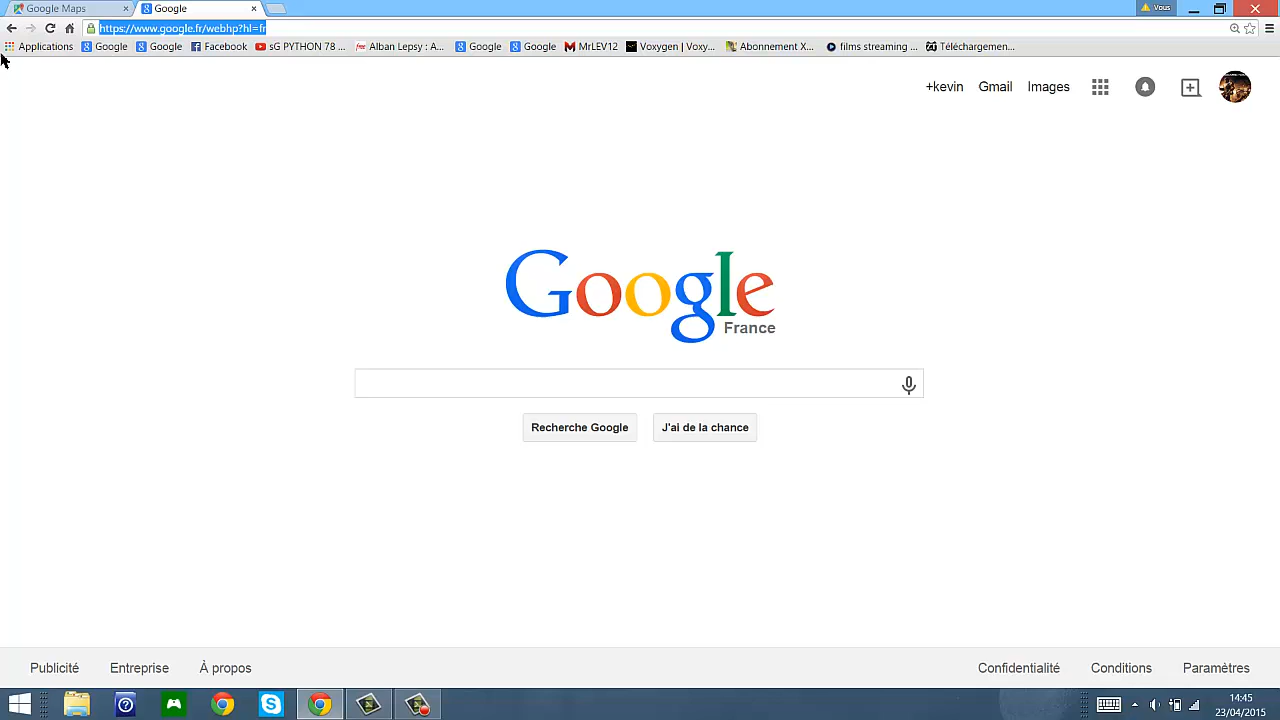 Google Maps
Google
Vous
https://www.google.fr/webhp?hl=fr
Applications
Google
Google
Facebook
sG PYTHON 78 ...
Alban Lepsy : A...
Google
Google
MrLEV12
Voxygen | Voxy...
Abonnement X...
films streaming ...
Téléchargemen...
+kevin
Gmail
Images
Google
France
Recherche Google
J'ai de la chance
Publicité
Entreprise
À propos
Confidentialité
Conditions
Paramètres
14:45
23/04/2015